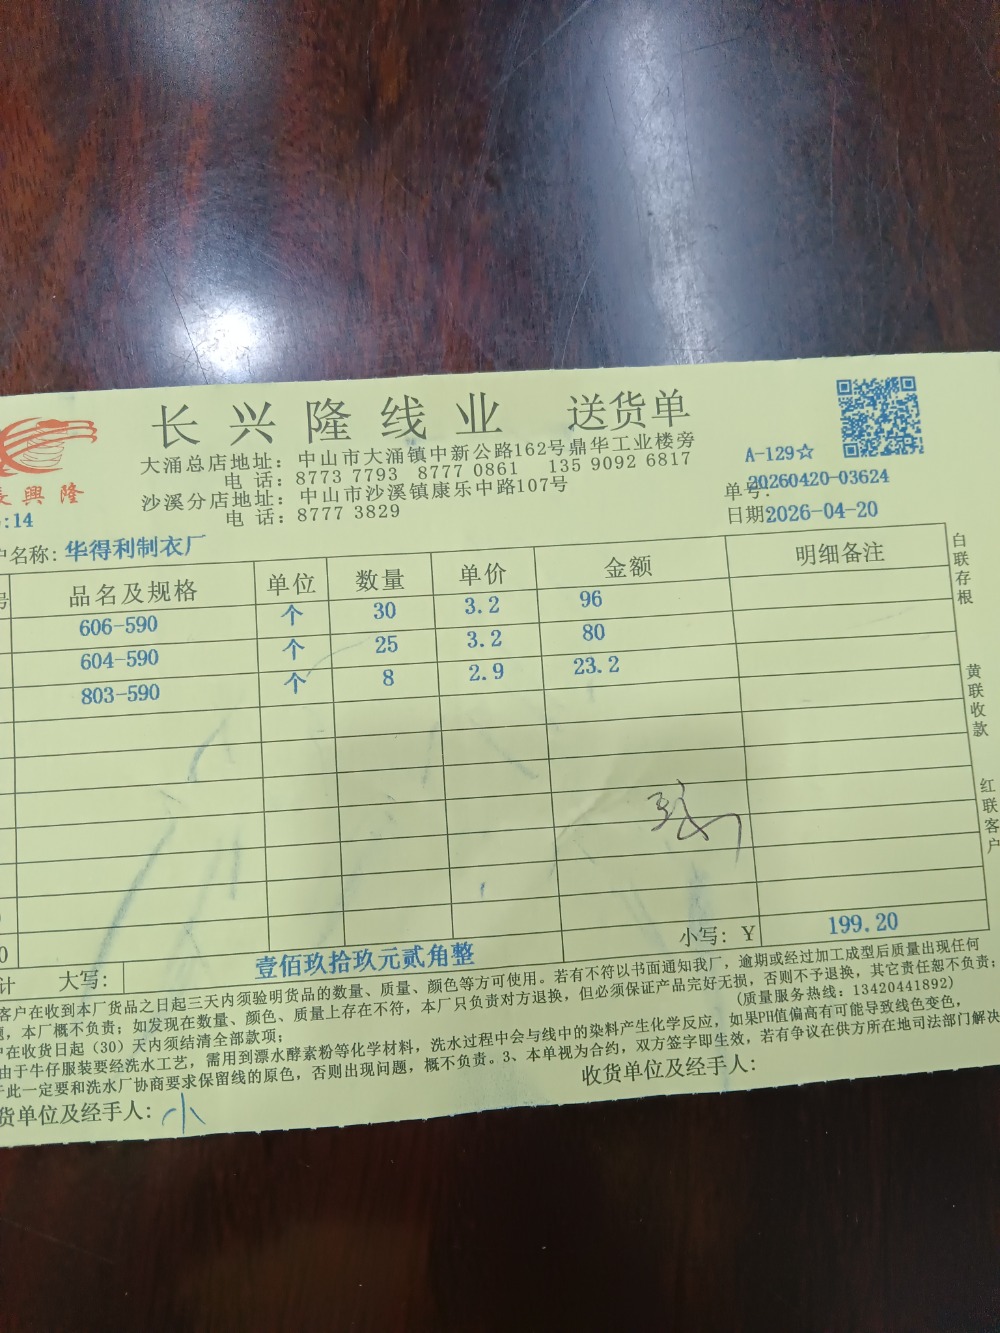 长兴隆线业 送货单
興隆
大涌总店地址：中山市大涌镇中新公路162号鼎华工业楼旁
电 话：8773 7793 8777 0861 135 9092 6817
沙溪分店地址：中山市沙溪镇康乐中路107号
电 话：8777 3829
A-129☆
单号：20260420-03624
日期2026-04-20
:14
户名称：华得利制衣厂
号 品名及规格 单位 数量 单价 金额 明细备注
606-590 个 30 3.2 96
604-590 个 25 3.2 80
803-590 个 8 2.9 23.2
白联存根
黄联收款
红联客户
0
计 大写： 壹佰玖拾玖元贰角整 小写：Y 199.20
客户在收到本厂货品之日起三天内须验明货品的数量、质量、颜色等方可使用。若有不符以书面通知我厂，逾期或经过加工成型后质量出现任何
题，本厂概不负责；如发现在数量、颜色、质量上存在不符，本厂只负责对方退换，但必须保证产品完好无损，否则不予退换，其它责任恕不负责；
户在收货日起（30）天内须结清全部款项； (质量服务热线：13420441892)
由于牛仔服装要经洗水工艺，需用到漂水酵素粉等化学材料，洗水过程中会与线中的染料产生化学反应，如果PH值偏高有可能导致线色变色，
于此一定要和洗水厂协商要求保留线的原色，否则出现问题，概不负责。3、本单视为合约，双方签字即生效，若有争议在供方所在地司法部门解决
货单位及经手人：小 收货单位及经手人：